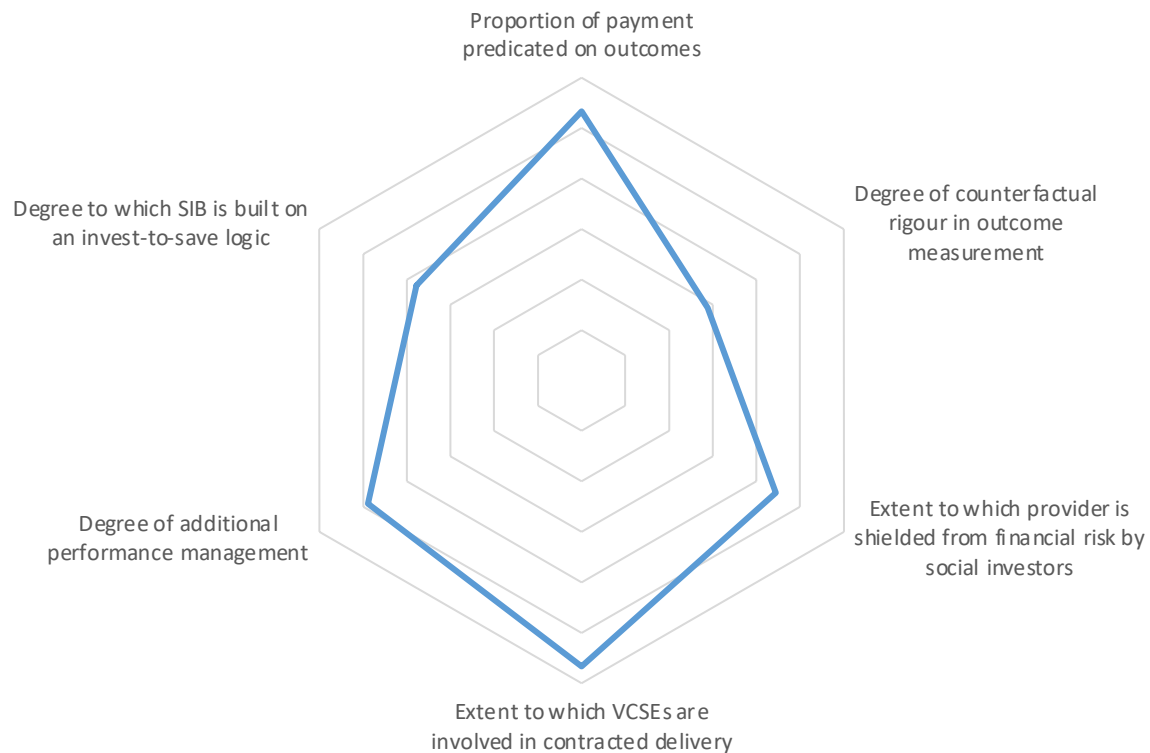 Proportion of payment
predicated on outcomes
Degree of counterfactual
rigour in outcome
measurement
Extent to which provider is
shielded from financial risk by
social investors
Extent to which VCSEs are
involved in contracted delivery
Degree of additional
performance management
Degree to which SIB is built on
an invest-to-save logic